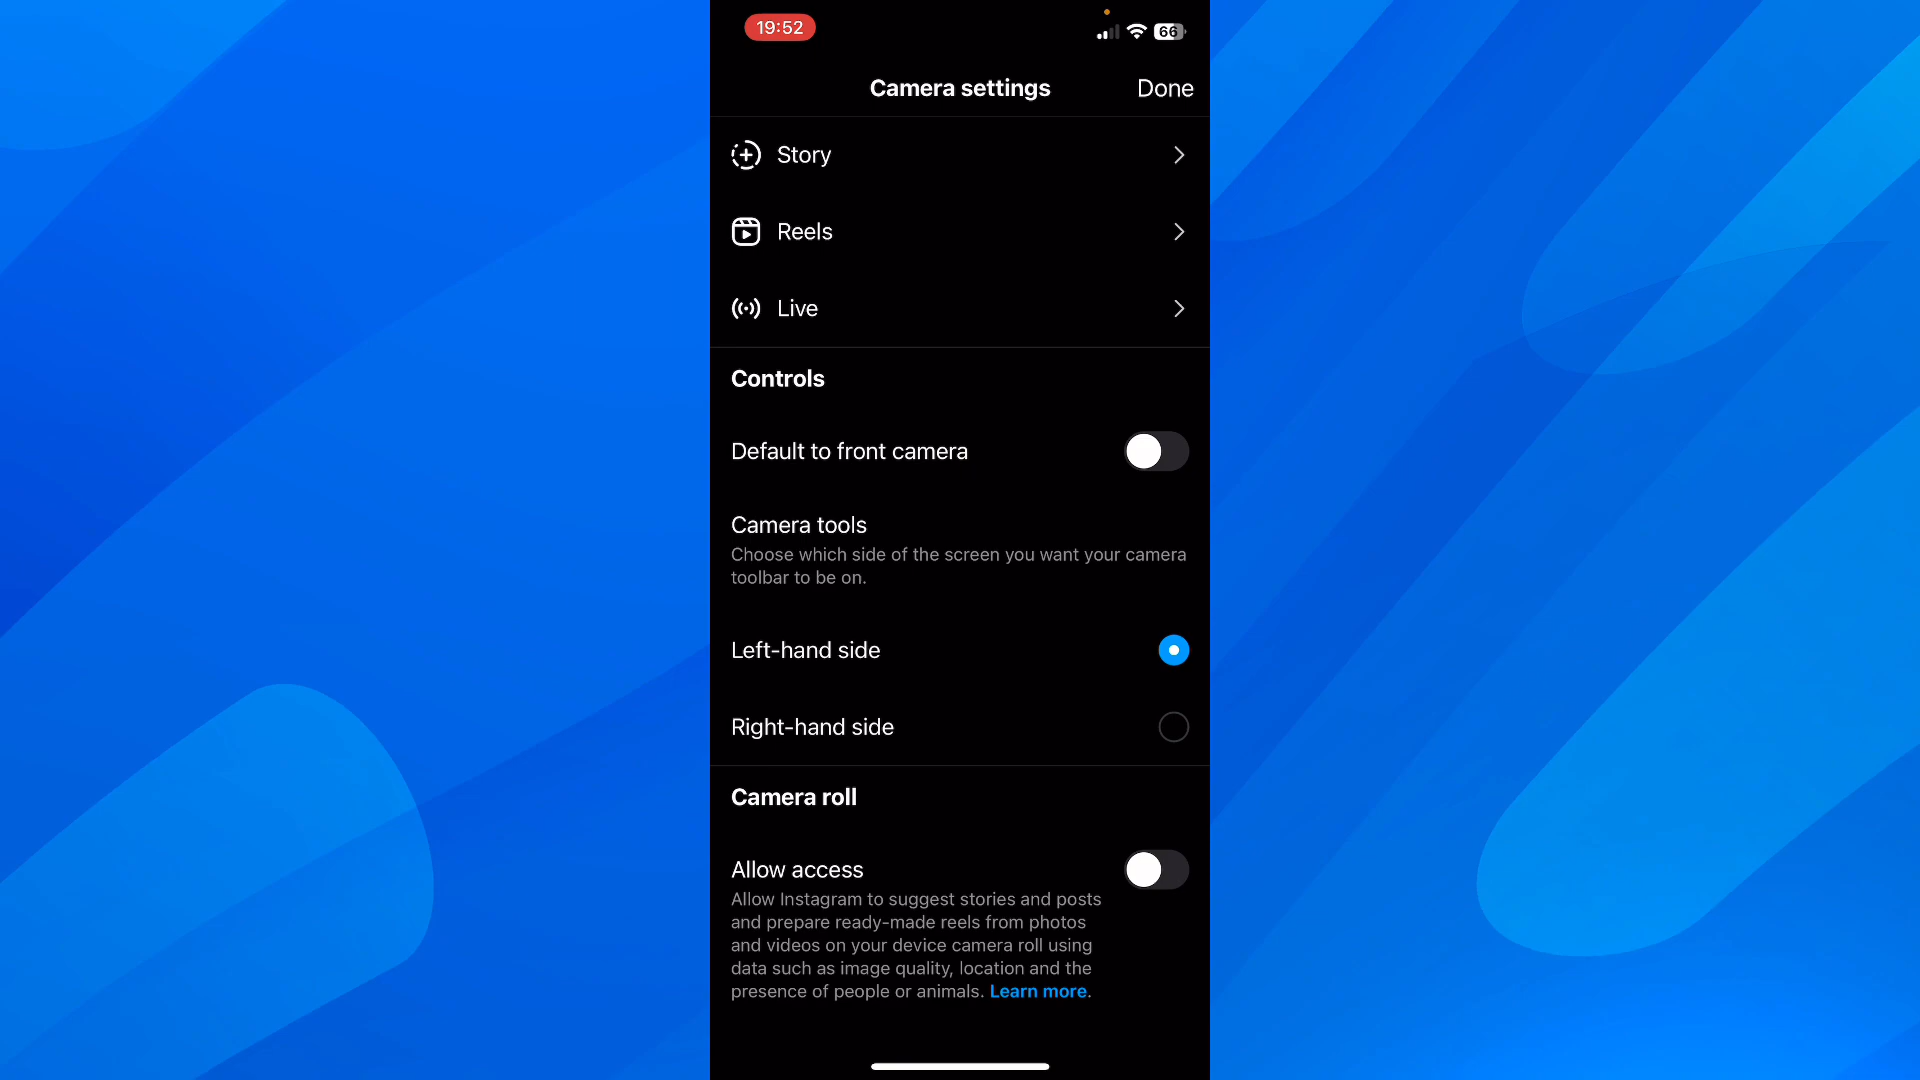 19:52
66
Camera settings
Done
Story
Reels
Live
Controls
Default to front camera
Camera tools
Choose which side of the screen you want your camera
toolbar to be on.
Left-hand side
Right-hand side
Camera roll
Allow access
Allow Instagram to suggest stories and posts
and prepare ready-made reels from photos
and videos on your device camera roll using
data such as image quality, location and the
presence of people or animals. Learn more.